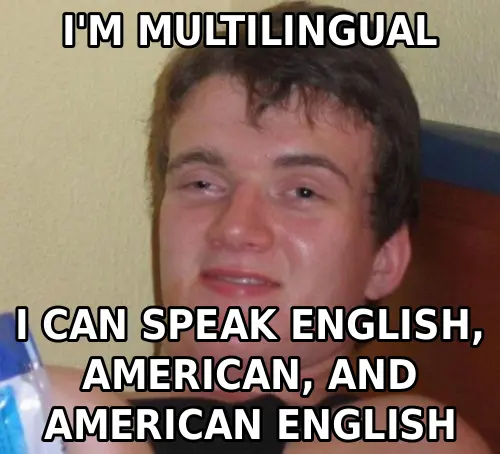 I'M MULTILINGUAL
I CAN SPEAK ENGLISH,
AMERICAN, AND
AMERICAN ENGLISH